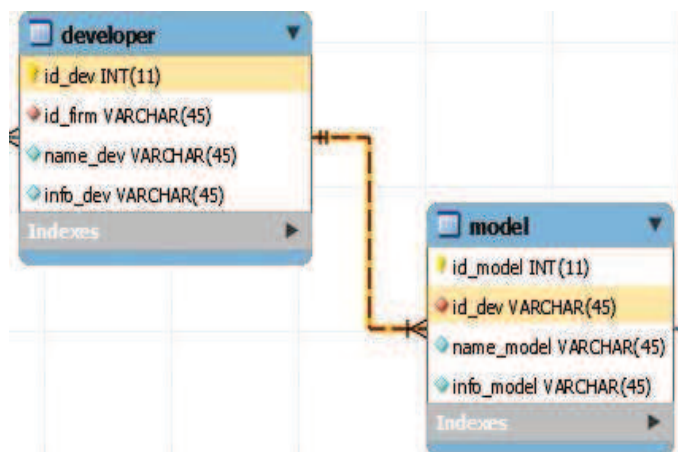 developer
id_dev INT(11)
id_firm VARCHAR(45)
name_dev VARCHAR(45)
info_dev VARCHAR(45)
Indexes
model
id_model INT(11)
id_dev VARCHAR(45)
name_model VARCHAR(45)
info_model VARCHAR(45)
Indexes